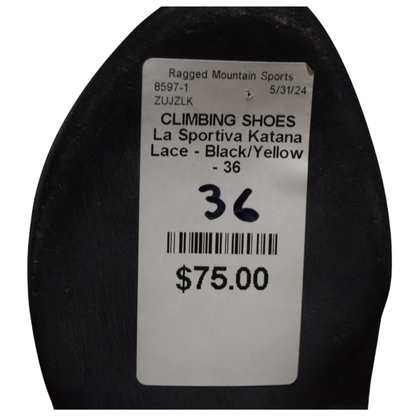 Ragged Mountain Sports
8597-1 5/31/24
ZUJZLK
CLIMBING SHOES
La Sportiva Katana
Lace - Black/Yellow
- 36
36
$75.00